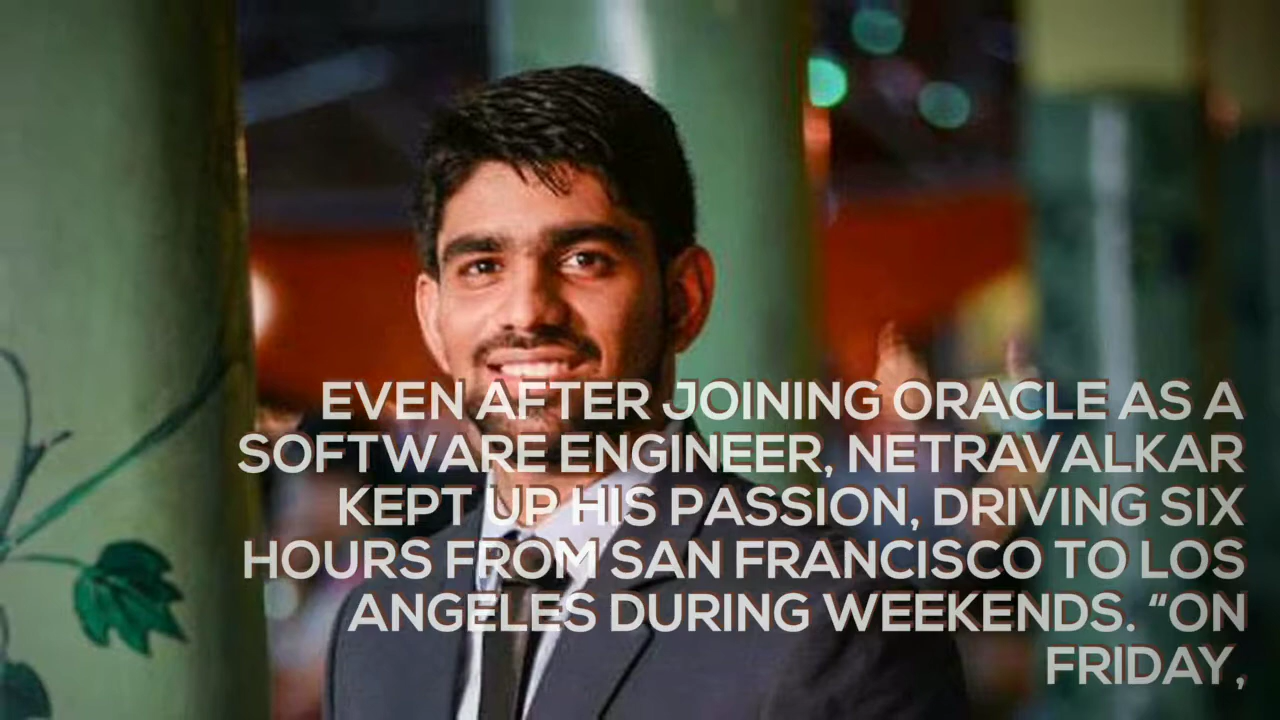 EVEN AFTER JOINING ORACLE AS A
SOFTWARE ENGINEER, NETRAVALKAR
KEPT UP HIS PASSION, DRIVING SIX
HOURS FROM SAN FRANCISCO TO LOS
ANGELES DURING WEEKENDS. “ON
FRIDAY,